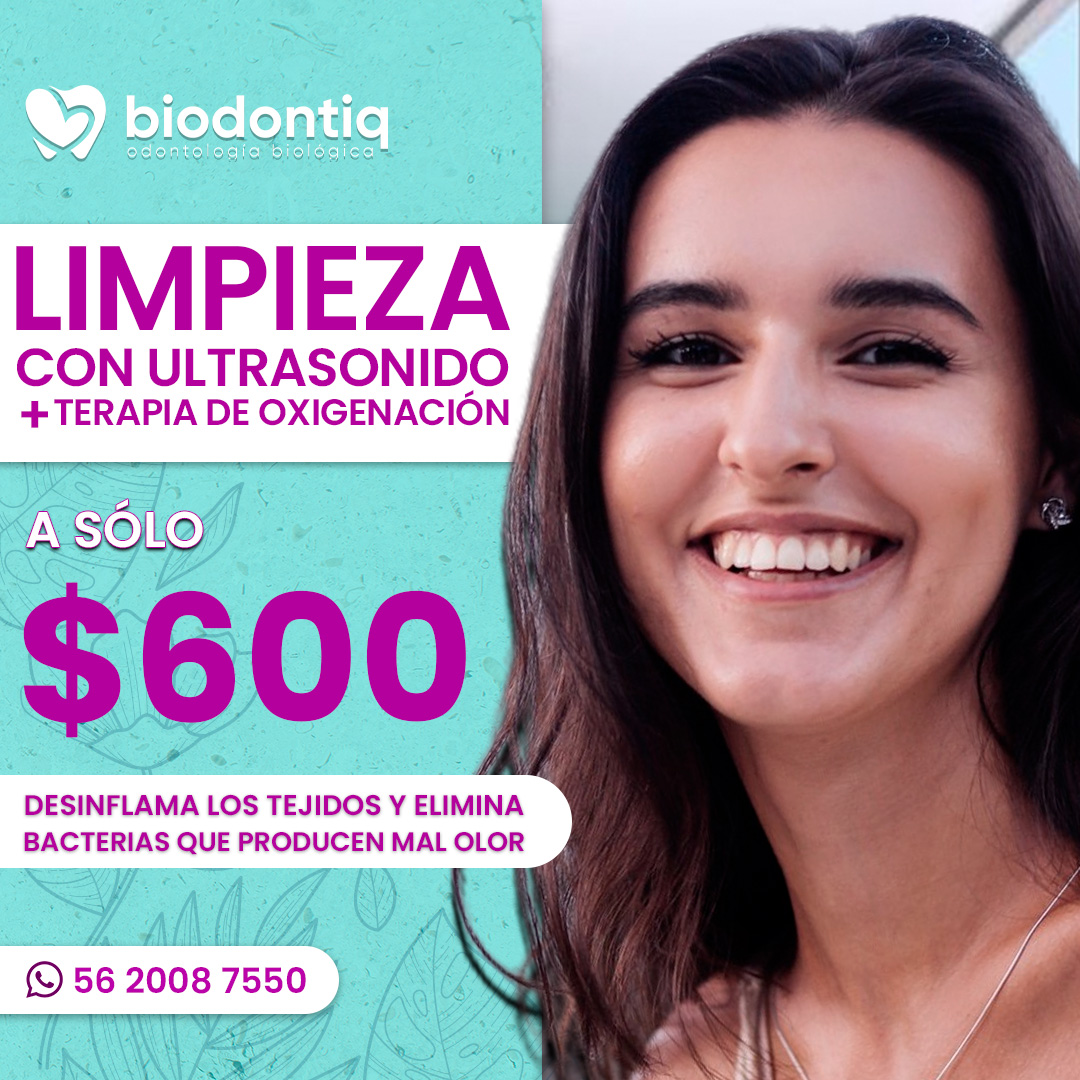 biodontiq
odontología biológica
LIMPIEZA
CON ULTRASONIDO
+TERAPIA DE OXIGENACIÓN
A SÓLO
$600
DESINFLAMA LOS TEJIDOS Y ELIMINA
BACTERIAS QUE PRODUCEN MAL OLOR
56 2008 7550